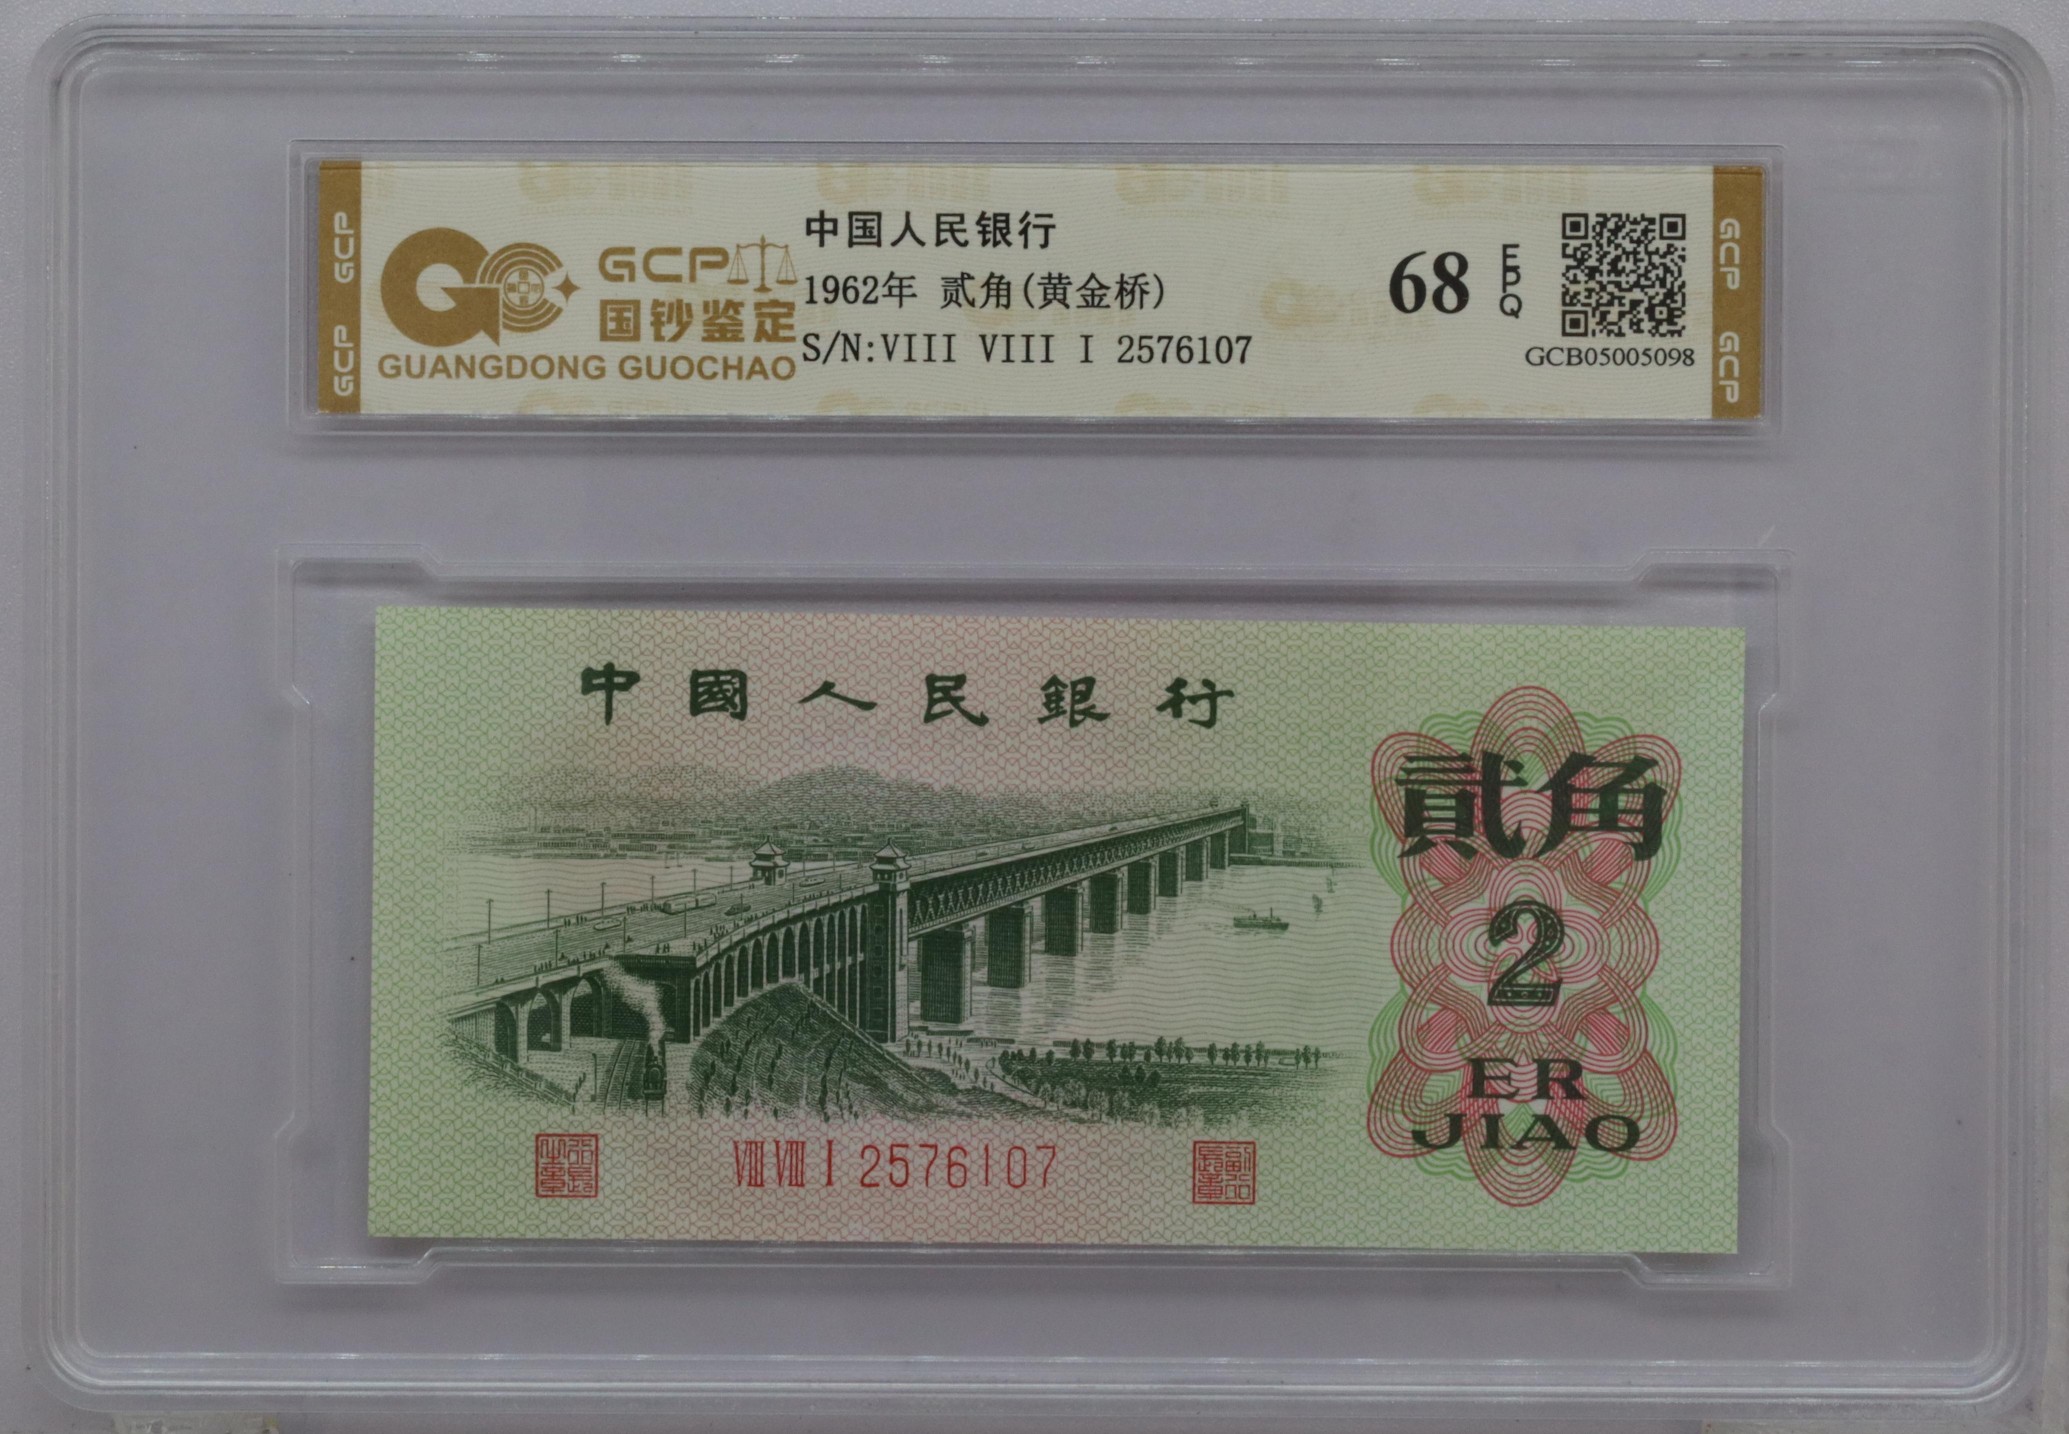 GCP
GCP
GCP
国钞鉴定
GUANGDONG GUOCHAO
中国人民银行
1962年 贰角(黄金桥)
S/N:VIII VIII I 2576107
68
EPQ
GCB05005098
GCP
GCP
中國人民銀行
貳角
2
ER
JIAO
VIII VIII I 2576107